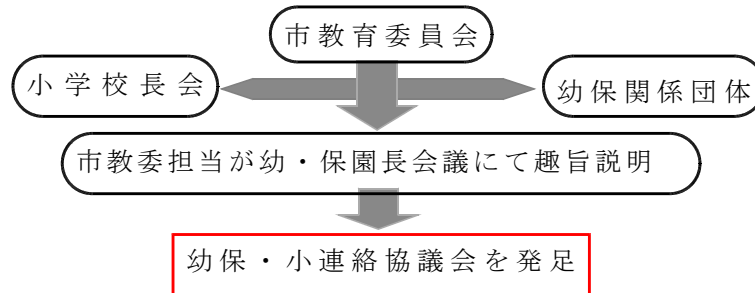 市教育委員会
小学校長会
幼保関係団体
市教委担当が幼・保園長会議にて趣旨説明
幼保・小連絡協議会を発足